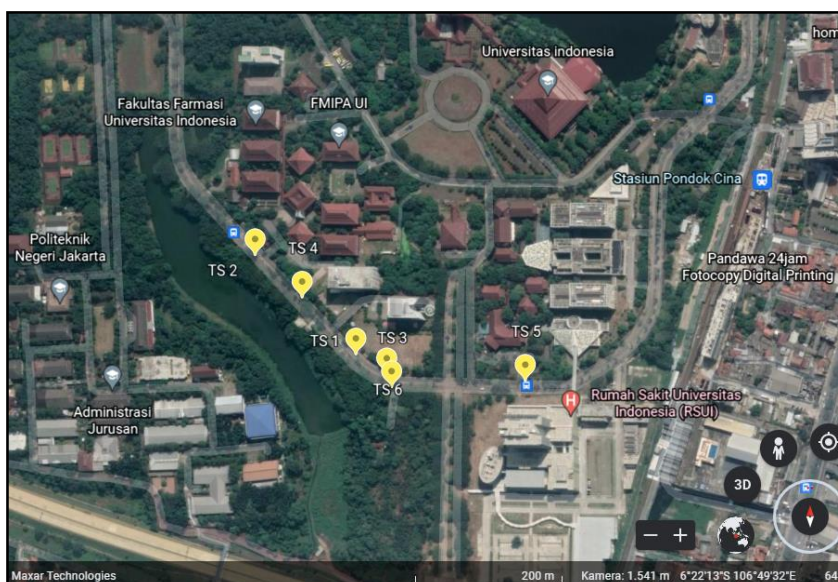 hom
Universitas indonesia
Fakultas Farmasi
Universitas Indonesia
FMIPA UI
Stasiun Pondok Cina
Politeknik
Negeri Jakarta
TS 2
TS 4
Pandawa 24jam
Fotocopy Digital Printing
TS 1
TS 3
TS 5
TS 6
Administrasi
Jurusan
H
Rumah Sakit Universitas
Indonesia (RSUI)
3D
Maxar Technologies
200 m
Kamera: 1.541 m
6°22'13"S 106°49'32"E